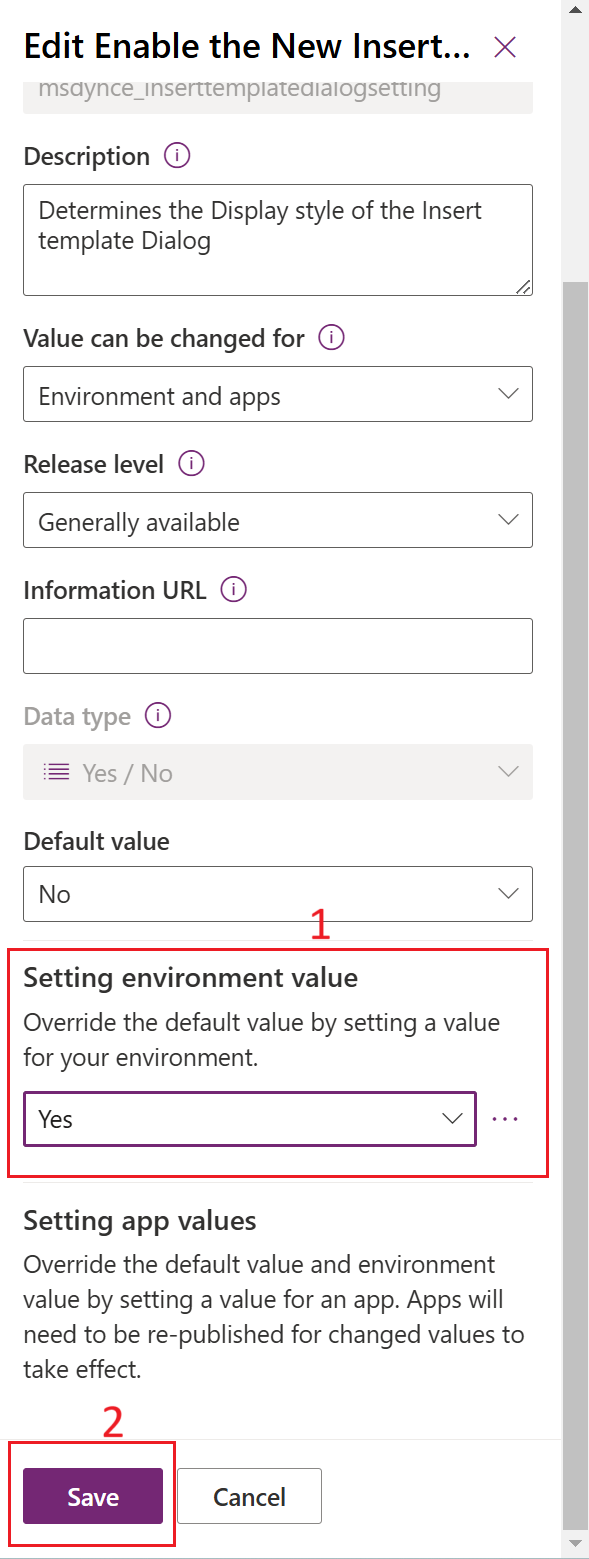 Edit Enable the New Insert...
msdynce_inserttemplatedialogsetting
Description
Determines the Display style of the Insert
template Dialog
Value can be changed for
Environment and apps
Release level
Generally available
Information URL
Data type
Yes / No
Default value
No
1
Setting environment value
Override the default value by setting a value
for your environment.
Yes
Setting app values
Override the default value and environment
value by setting a value for an app. Apps will
need to be re-published for changed values to
take effect.
2
Save
Cancel